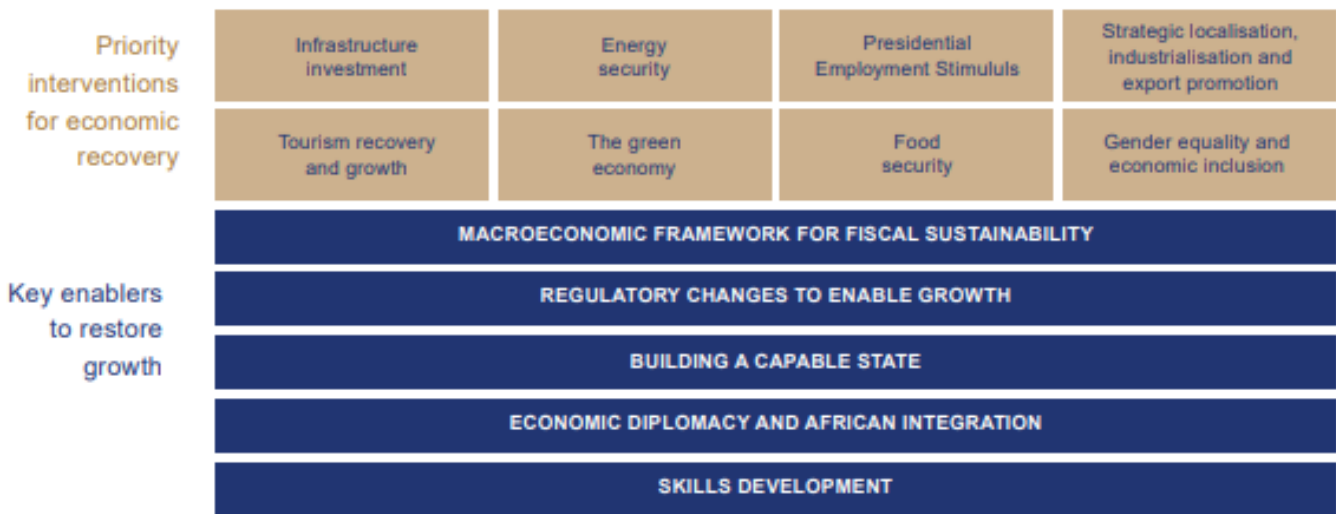 Priority
interventions
for economic
recovery
Infrastructure
investment
Energy
security
Presidential
Employment Stimululs
Strategic localisation,
industrialisation and
export promotion
Tourism recovery
and growth
The green
economy
Food
security
Gender equality and
economic inclusion
Key enablers
to restore
growth
MACROECONOMIC FRAMEWORK FOR FISCAL SUSTAINABILITY
REGULATORY CHANGES TO ENABLE GROWTH
BUILDING A CAPABLE STATE
ECONOMIC DIPLOMACY AND AFRICAN INTEGRATION
SKILLS DEVELOPMENT